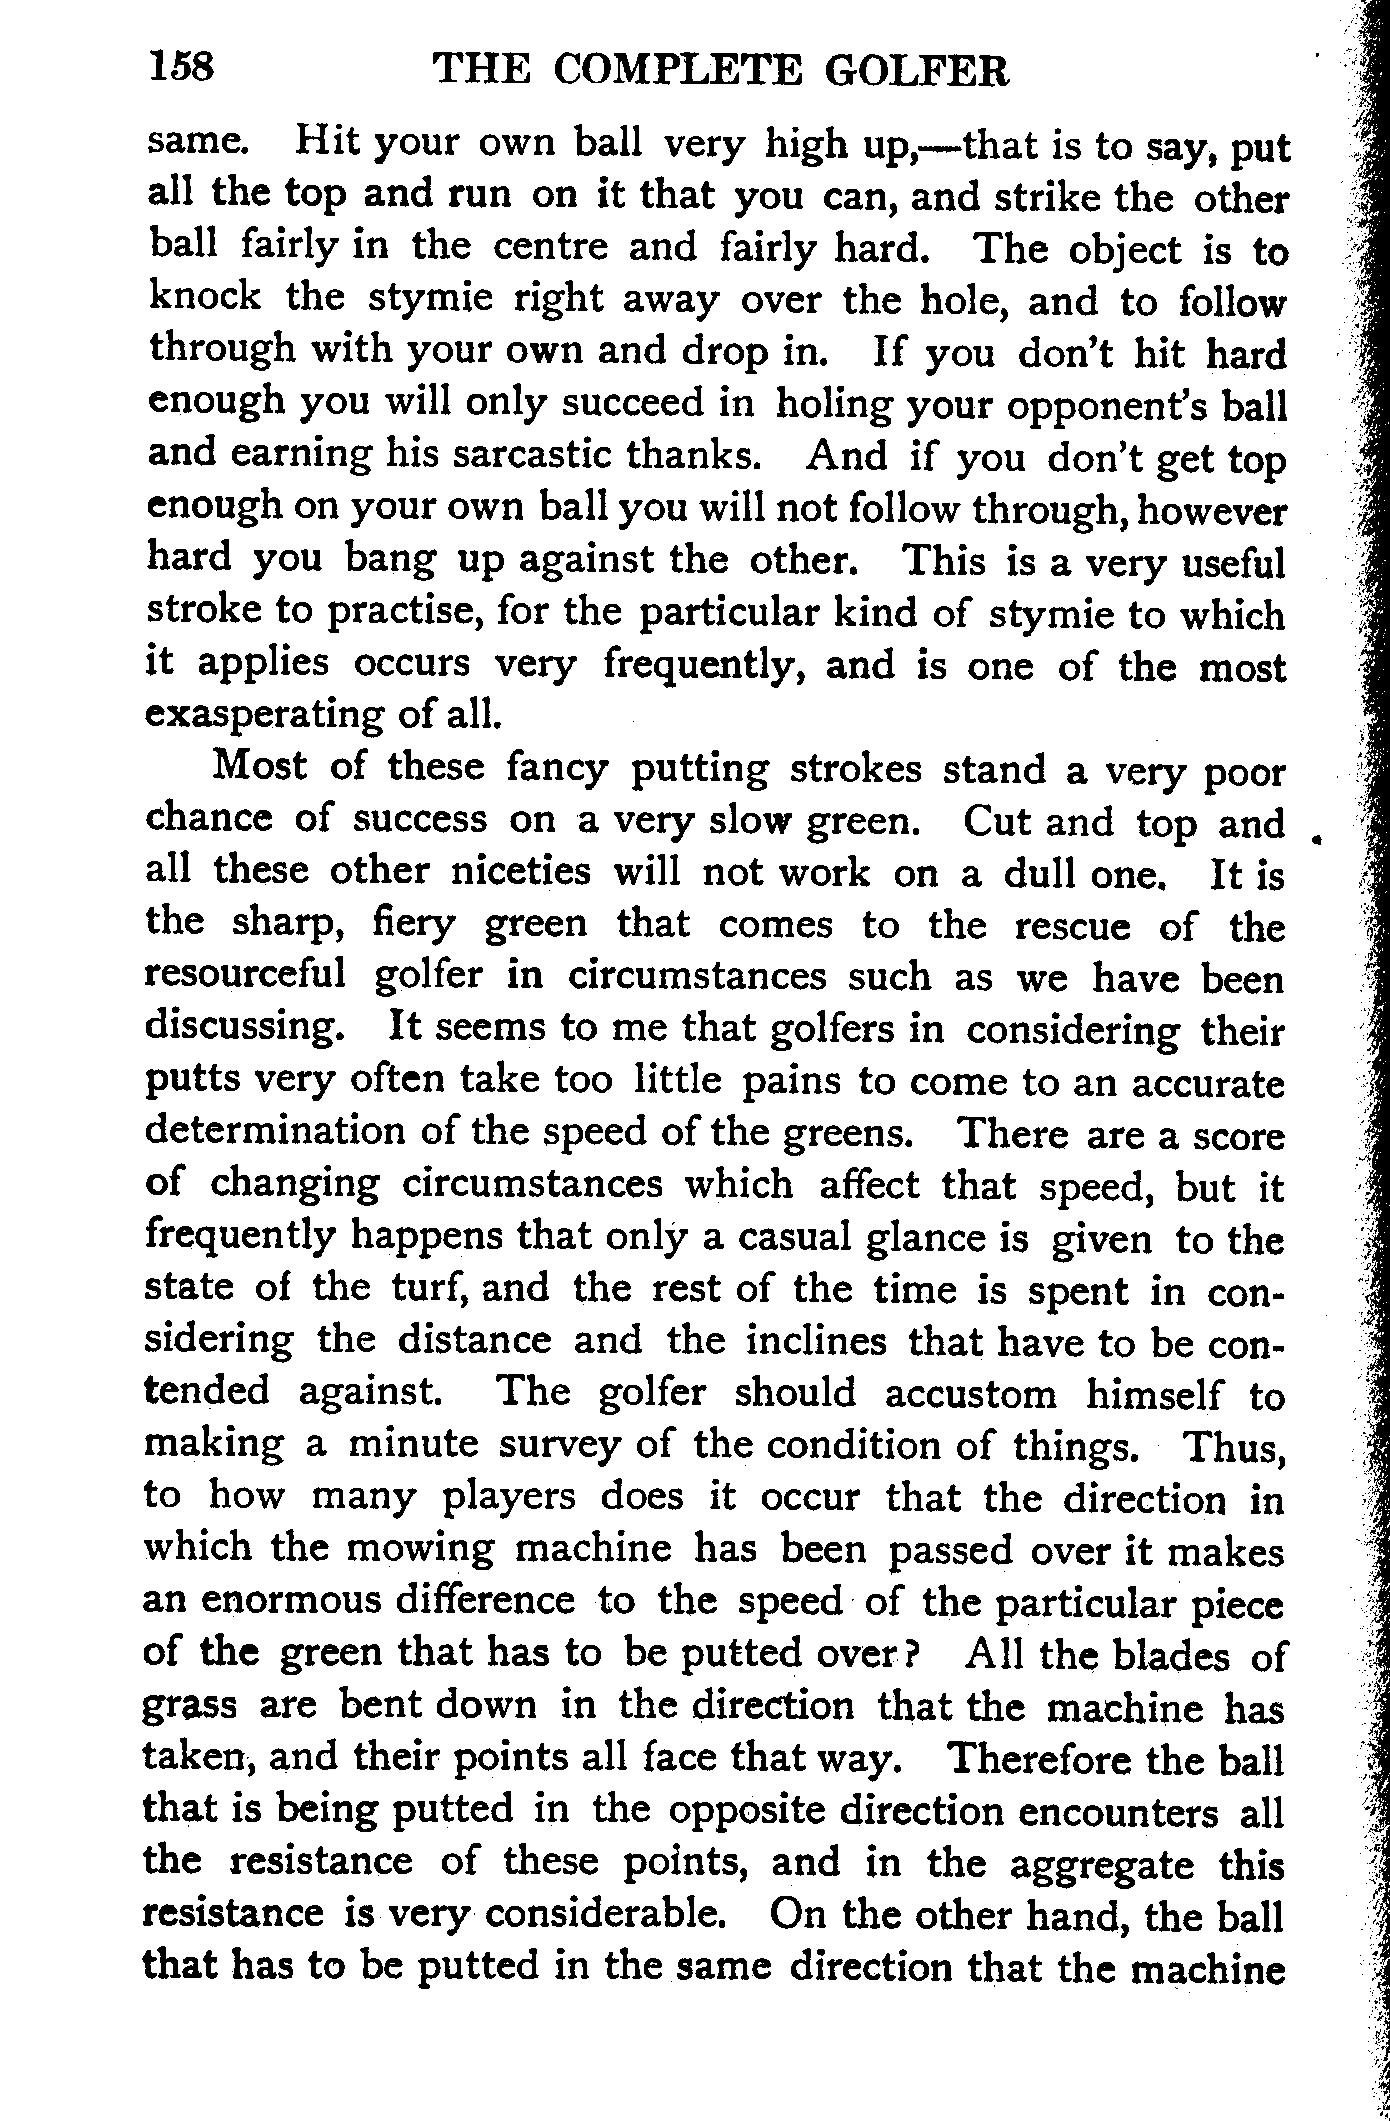 158 THE COMPLETE GOLFER
same. Hit your own ball very high up,—that is to say, put
all the top and run on it that you can, and strike the other
ball fairly in the centre and fairly hard. The object is to
knock the stymie right away over the hole, and to follow
through with your own and drop in. If you don't hit hard
enough you will only succeed in holing your opponent's ball
and earning his sarcastic thanks. And if you don't get top
enough on your own ball you will not follow through, however
hard you bang up against the other. This is a very useful
stroke to practise, for the particular kind of stymie to which
it applies occurs very frequently, and is one of the most
exasperating of all.
Most of these fancy putting strokes stand a very poor
chance of success on a very slow green. Cut and top and
all these other niceties will not work on a dull one. It is
the sharp, fiery green that comes to the rescue of the
resourceful golfer in circumstances such as we have been
discussing. It seems to me that golfers in considering their
putts very often take too little pains to come to an accurate
determination of the speed of the greens. There are a score
of changing circumstances which affect that speed, but it
frequently happens that only a casual glance is given to the
state of the turf, and the rest of the time is spent in con-
sidering the distance and the inclines that have to be con-
tended against. The golfer should accustom himself to
making a minute survey of the condition of things. Thus,
to how many players does it occur that the direction in
which the mowing machine has been passed over it makes
an enormous difference to the speed of the particular piece
of the green that has to be putted over? All the blades of
grass are bent down in the direction that the machine has
taken, and their points all face that way. Therefore the ball
that is being putted in the opposite direction encounters all
the resistance of these points, and in the aggregate this
resistance is very considerable. On the other hand, the ball
that has to be putted in the same direction that the machine